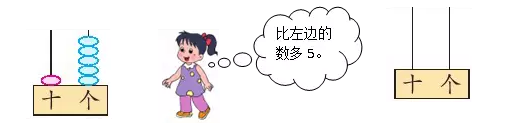 比左边的
数多5。
十 个
十 个